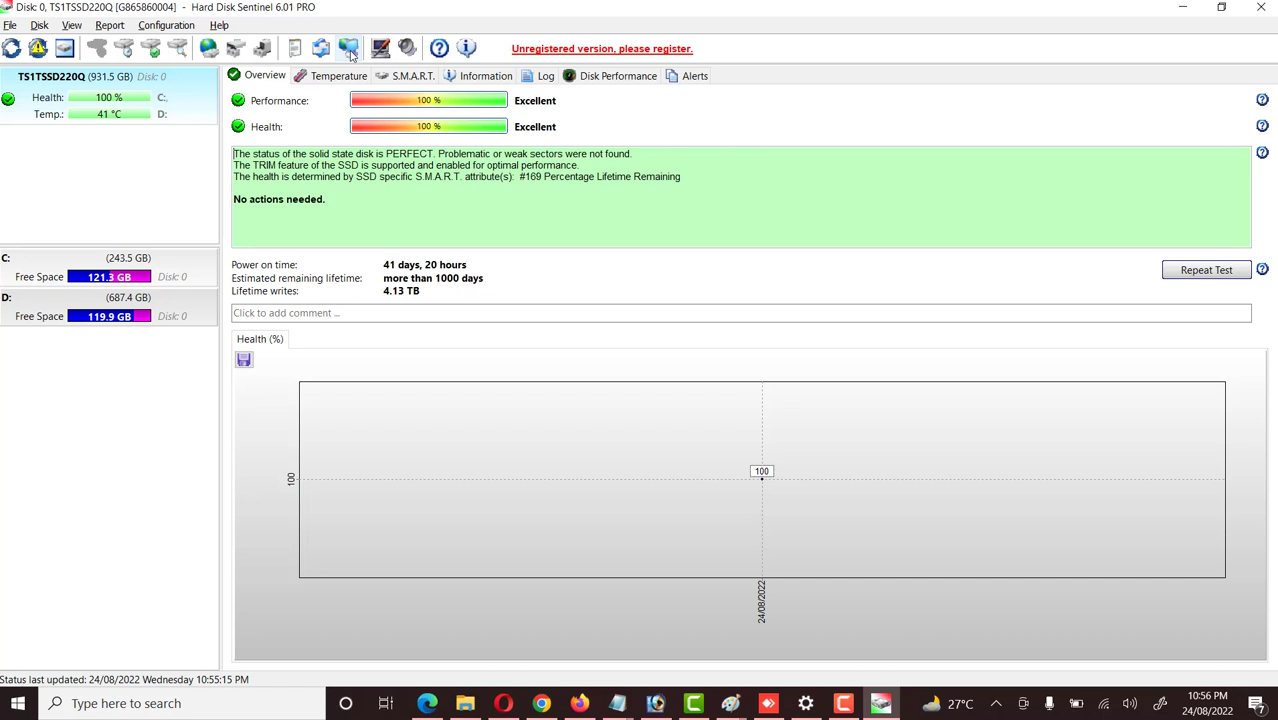 Disk: 0, TS1TSSD220Q [G865860004] - Hard Disk Sentinel 6.01 PRO
File Disk View Report Configuration Help
Unregistered version, please register.
TS1TSSD220Q (931.5 GB) Disk: 0
Health: 100 % C:,
Temp.: 41 °C D:
C: (243.5 GB)
Free Space 121.3 GB Disk: 0
D: (687.4 GB)
Free Space 119.9 GB Disk: 0
Overview Temperature S.M.A.R.T. Information Log Disk Performance Alerts
Performance: 100 % Excellent
Health: 100 % Excellent
The status of the solid state disk is PERFECT. Problematic or weak sectors were not found.
The TRIM feature of the SSD is supported and enabled for optimal performance.
The health is determined by SSD specific S.M.A.R.T. attribute(s): #169 Percentage Lifetime Remaining
No actions needed.
Power on time: 41 days, 20 hours
Estimated remaining lifetime: more than 1000 days
Lifetime writes: 4.13 TB
Repeat Test
Click to add comment ...
Health (%)
100
100
24/08/2022
Status last updated: 24/08/2022 Wednesday 10:55:15 PM
Type here to search
27°C
10:56 PM
24/08/2022
7